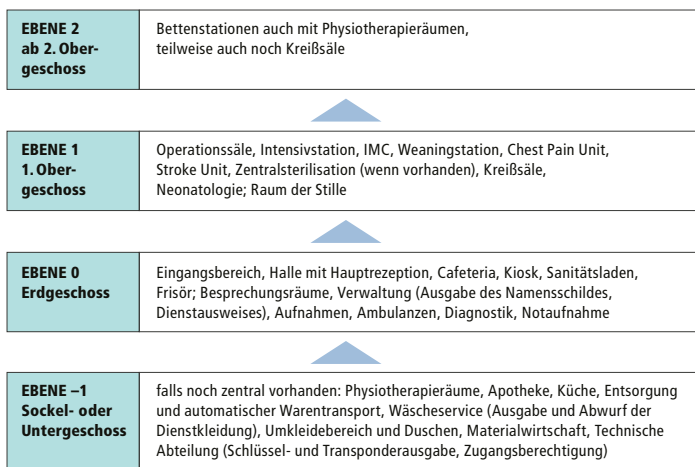 EBENE 2
ab 2. Ober-
geschoss
Bettenstationen auch mit Physiotherapieräumen,
teilweise auch noch Kreißsäle
EBENE 1
1. Ober-
geschoss
Operationssäle, Intensivstation, IMC, Weaningstation, Chest Pain Unit,
Stroke Unit, Zentralsterilisation (wenn vorhanden), Kreißsäle,
Neonatologie; Raum der Stille
EBENE 0
Erdgeschoss
Eingangsbereich, Halle mit Hauptrezeption, Cafeteria, Kiosk, Sanitätsladen,
Frisör; Besprechungsräume, Verwaltung (Ausgabe des Namensschildes,
Dienstausweises), Aufnahmen, Ambulanzen, Diagnostik, Notaufnahme
EBENE –1
Sockel- oder
Untergeschoss
falls noch zentral vorhanden: Physiotherapieräume, Apotheke, Küche, Entsorgung
und automatischer Warentransport, Wäscheservice (Ausgabe und Abwurf der
Dienstkleidung), Umkleidebereich und Duschen, Materialwirtschaft, Technische
Abteilung (Schlüssel- und Transponderausgabe, Zugangsberechtigung)